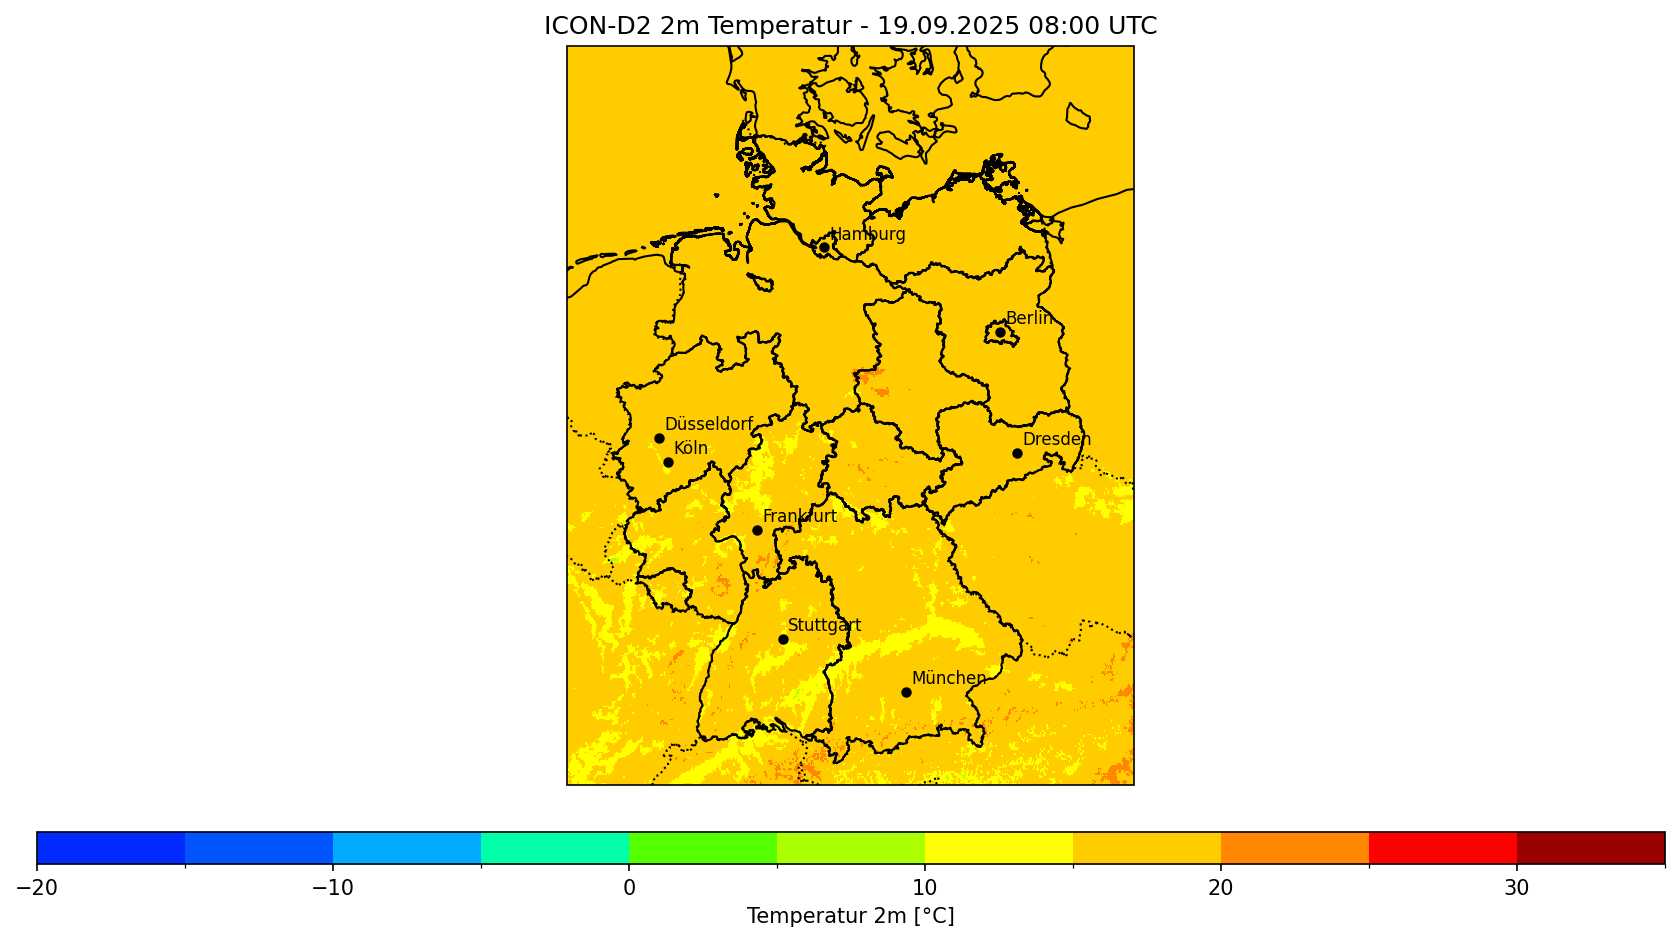 ICON-D2 2m Temperatur - 19.09.2025 08:00 UTC
Hamburg
Berlin
Düsseldorf
Köln
Dresden
Frankfurt
Stuttgart
München
−20 −10 0 10 20 30
Temperatur 2m [°C]